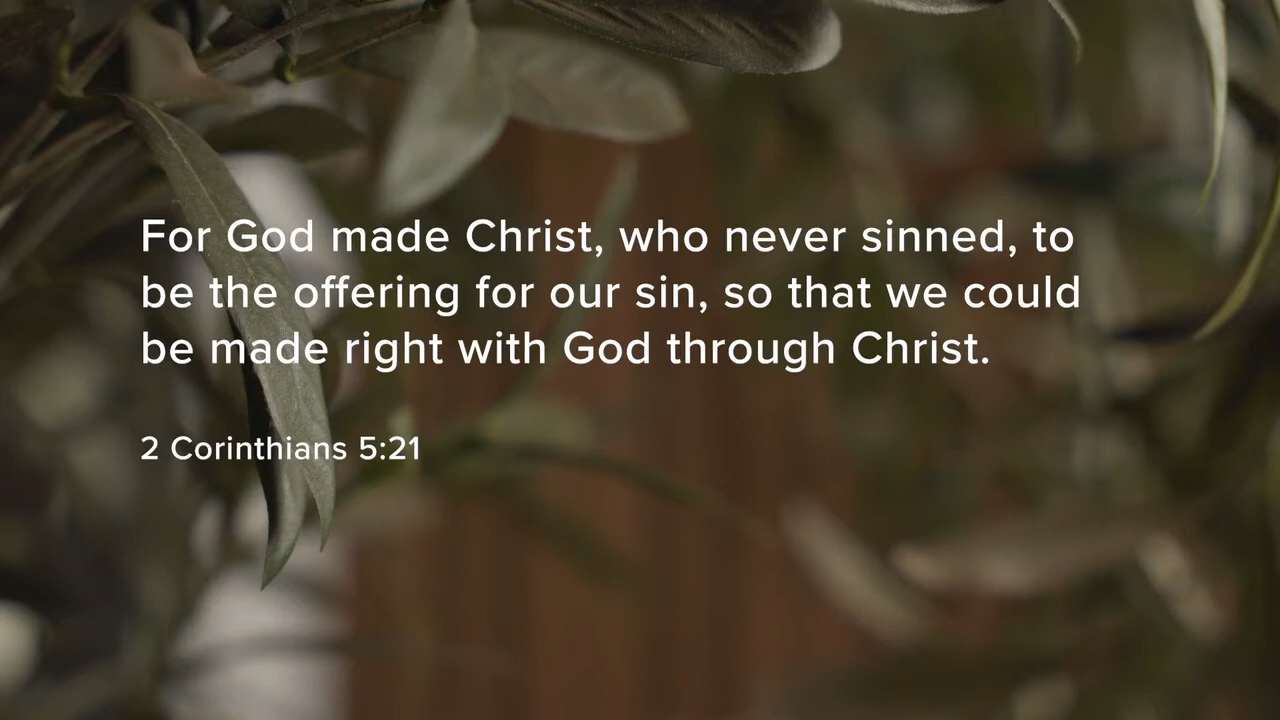 For God made Christ, who never sinned, to
be the offering for our sin, so that we could
be made right with God through Christ.
2 Corinthians 5:21